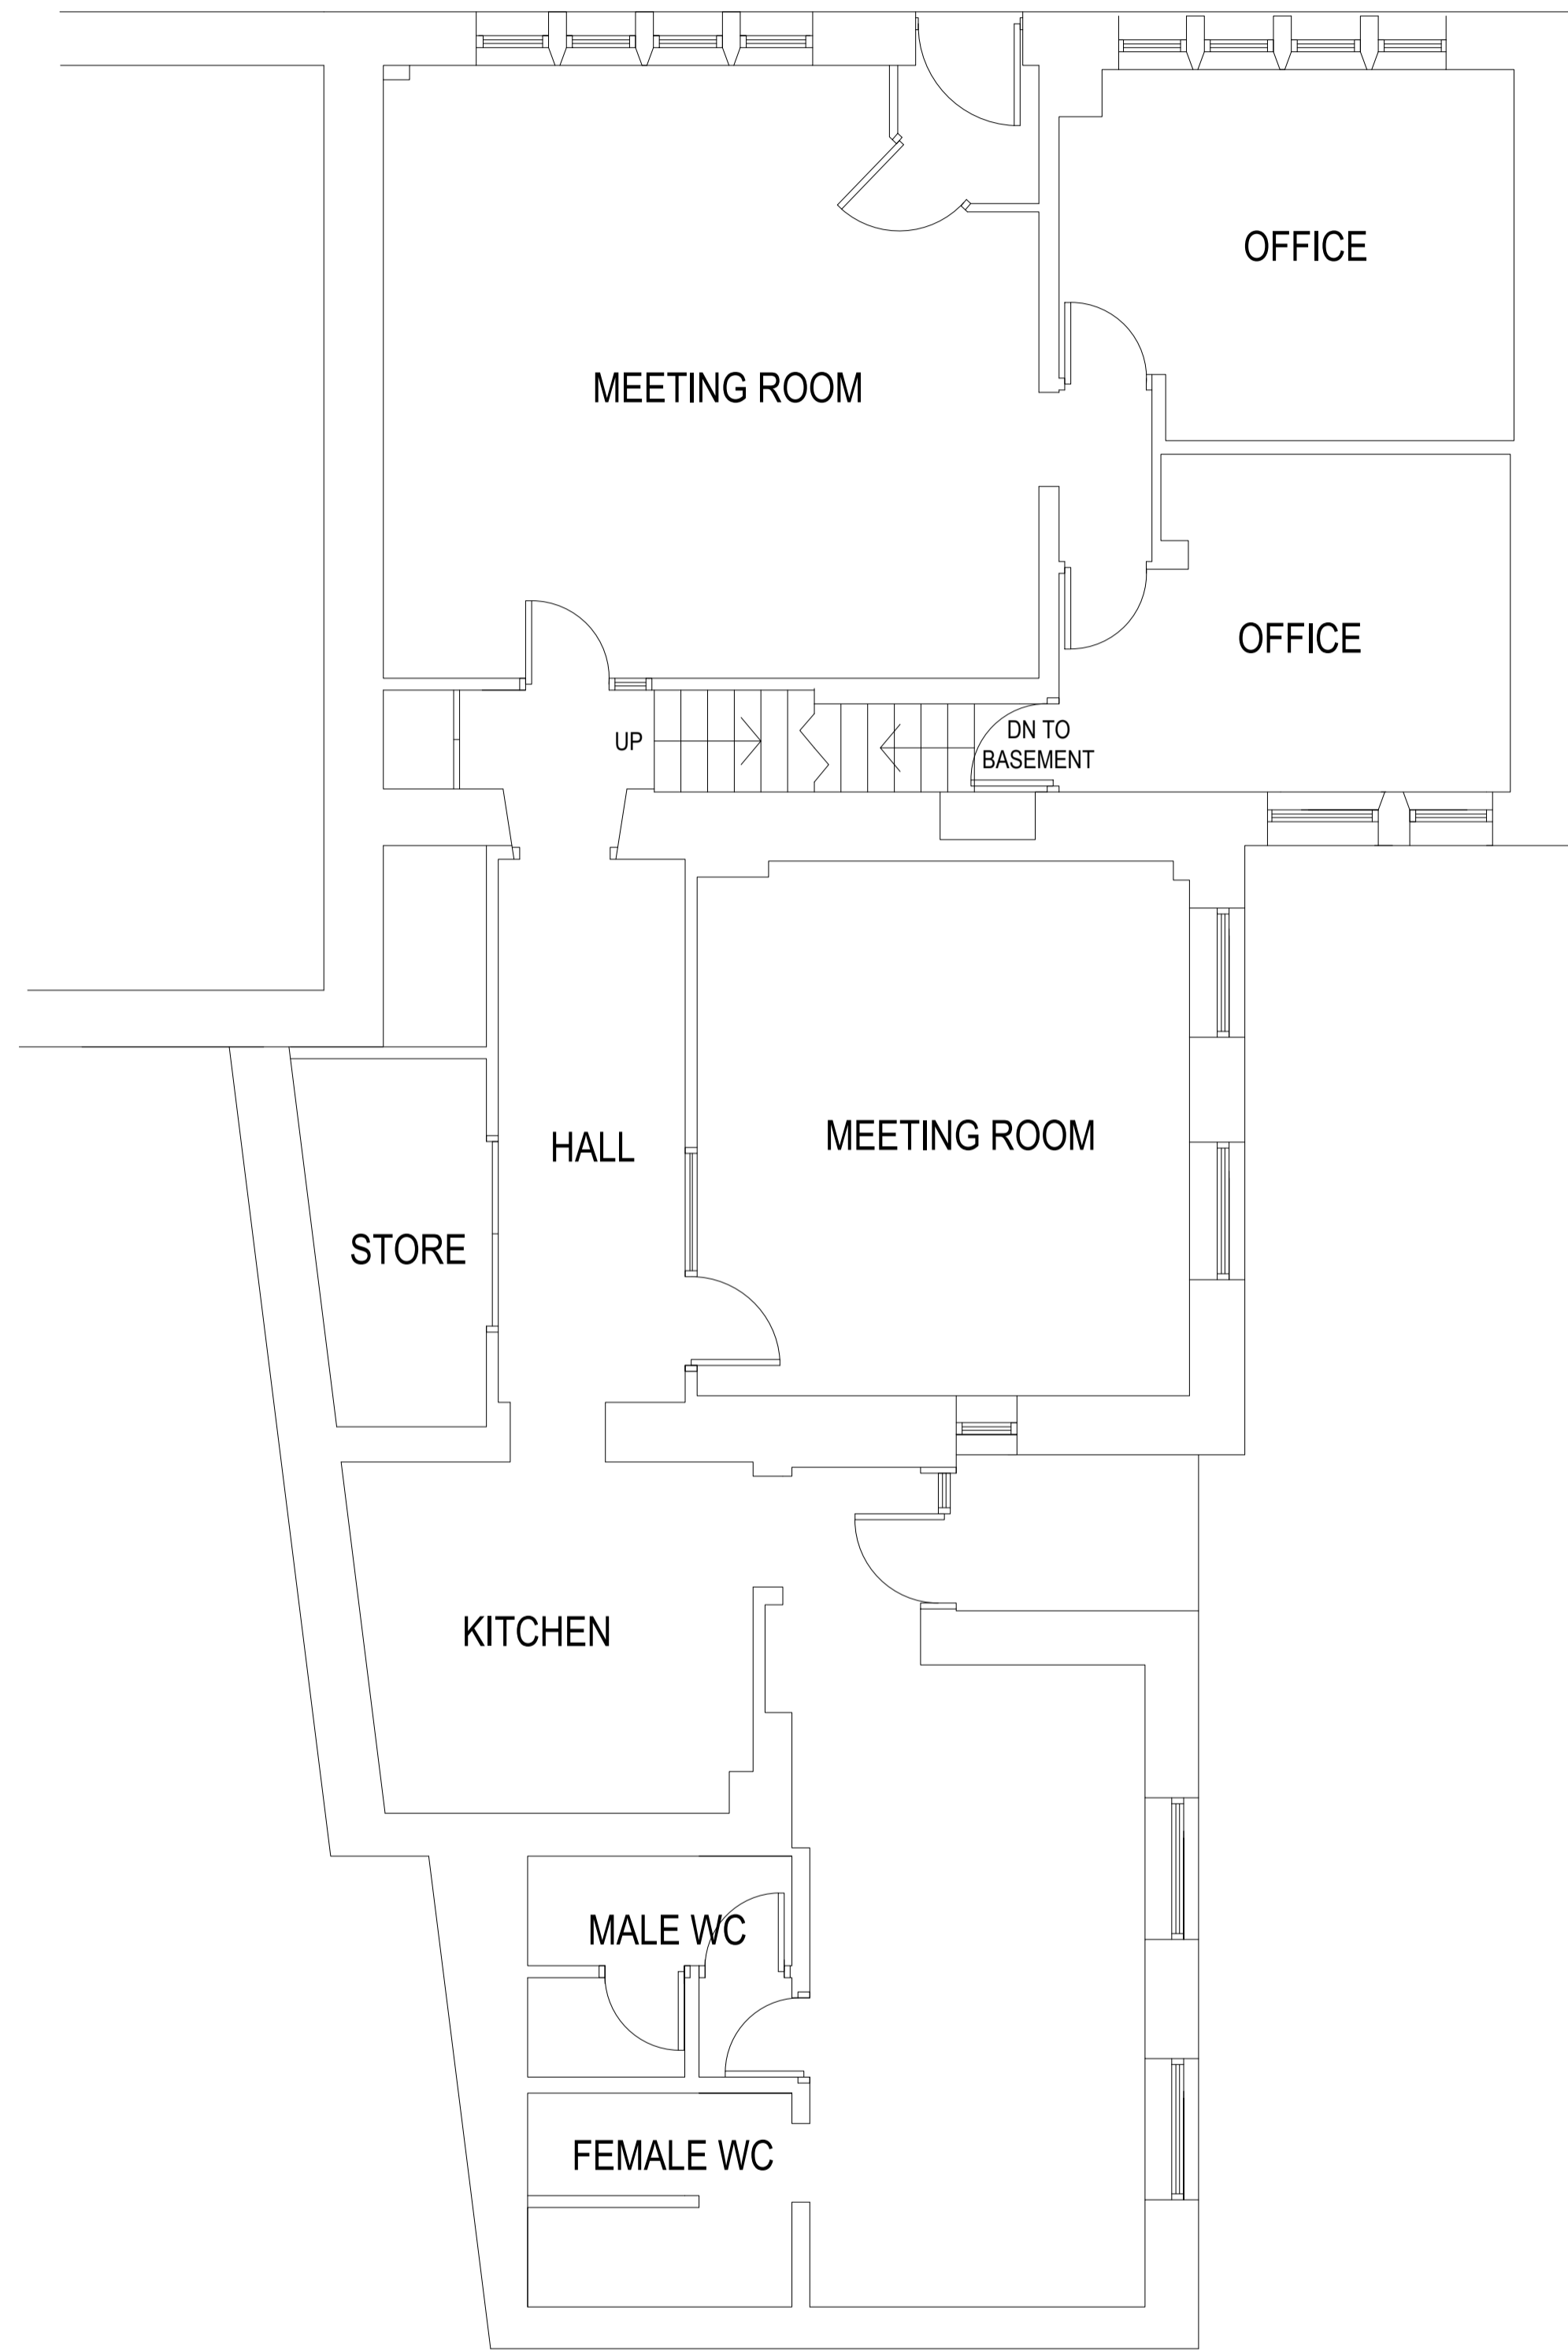 OFFICE
MEETING ROOM
OFFICE
UP
DN TO
BASEMENT
MEETING ROOM
HALL
STORE
KITCHEN
MALE WC
FEMALE WC